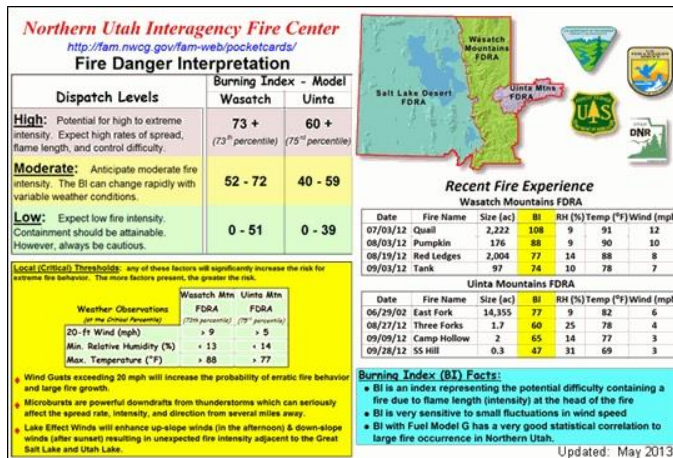 Northern Utah Interagency Fire Center
http://fam.nwcg.gov/fam-web/pocketcards/
Fire Danger Interpretation
Dispatch Levels
Burning Index - Model
Wasatch Uinta
High: Potential for high to extreme
intensity. Expect high rates of spread,
flame length, and control difficulty.
73 + 60 +
(73th percentile) (75rd percentile)
Moderate: Anticipate moderate fire
intensity. The BI can change rapidly with
variable weather conditions.
52 - 72 40 - 59
Low: Expect low fire intensity.
Containment should be attainable.
However, always be cautious.
0 - 51 0 - 39
Local (Critical) Thresholds: any of these factors will significantly increase the risk for
extreme fire behavior. The more factors present, the greater the risk.
Weather Observations
(at the Critical Percentile)
Wasatch Mtn Uinta Mtn
FDRA FDRA
(73th percentile) (75rd percentile)
20-ft Wind (mph) > 9 > 5
Min. Relative Humidity (%) < 13 < 14
Max. Temperature (°F) > 88 > 77
♦ Wind Gusts exceeding 20 mph will increase the probability of erratic fire behavior
and large fire growth.
♦ Microbursts are powerful downdrafts from thunderstorms which can seriously
affect the spread rate, intensity, and direction from several miles away.
♦ Lake Effect Winds will enhance up-slope winds (in the afternoon) & down-slope
winds (after sunset) resulting in unexpected fire intensity adjacent to the Great
Salt Lake and Utah Lake.
Wasatch
Mountains
FDRA
Salt Lake Desert
FDRA
Uinta Mtns
FDRA
U S
DNR
Recent Fire Experience
Wasatch Mountains FDRA
Date Fire Name Size (ac) BI RH (%) Temp (°F) Wind (mph)
07/03/12 Quail 2,222 108 9 91 12
08/03/12 Pumpkin 176 88 9 90 10
08/19/12 Red Ledges 2,004 77 14 88 8
09/03/12 Tank 97 74 10 78 7
Uinta Mountains FDRA
Date Fire Name Size (ac) BI RH (%) Temp (°F) Wind (mph)
06/29/02 East Fork 14,355 77 9 82 6
08/27/12 Three Forks 1.7 60 25 78 4
09/09/12 Camp Hollow 2 65 14 77 3
09/28/12 SS Hill 0.3 47 31 69 3
Burning Index (BI) Facts:
• BI is an index representing the potential difficulty containing a
fire due to flame length (intensity) at the head of the fire
• BI is very sensitive to small fluctuations in wind speed
• BI with Fuel Model G has a very good statistical correlation to
large fire occurrence in Northern Utah.
Updated: May 2013